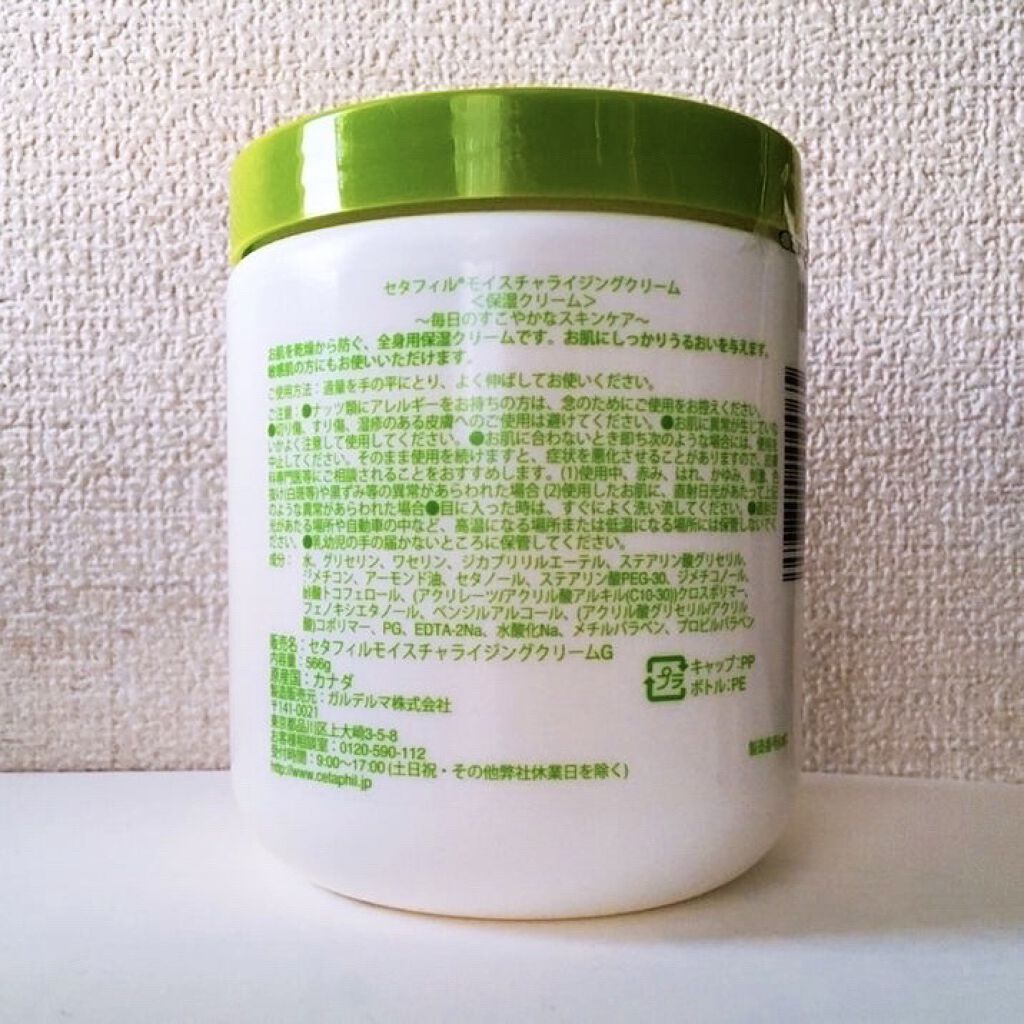 セタフィル®モイスチャライジングクリーム
<保湿クリーム>
～毎日のすこやかなスキンケア～
お肌を乾燥から防ぐ、全身用保湿クリームです。お肌にしっかりうるおいを与えます。
敏感肌の方にもお使いいただけます。
ご使用方法：適量を手の平にとり、よく伸ばしてお使いください。
ご注意：●ナッツ類にアレルギーをお持ちの方は、念のためにご使用をお控えください。
●切り傷、すり傷、湿疹のある皮膚へのご使用は避けてください。●お肌に異常が生じていな
いかよく注意して使用してください。●お肌に合わないとき即ち次のような場合には、使用を
中止してください。そのまま使用を続けますと、症状を悪化させることがありますので、
専門医等にご相談されることをおすすめします。(1)使用中、赤み、はれ、かゆみ、刺激、
抜け(白斑等)や黒ずみ等の異常があらわれた場合 (2)使用したお肌に、直射日光があたって上記
のような異常があらわれた場合●目に入った時は、すぐに洗い流してください。
光があたる場所や自動車の中など、高温になる場所または低温になる場所には保管しないで
ください。●乳幼児の手の届かないところに保管してください。
成分： 水、グリセリン、ワセリン、ジカプリリルエーテル、ステアリン酸グリセリル、
ジメチコン、アーモンド油、セタノール、ステアリン酸PEG-30、ジメチコノール、
酢酸トコフェロール、(アクリレーツ/アクリル酸アルキル(C10-30))クロスポリマー、
フェノキシエタノール、ベンジルアルコール、(アクリル酸グリセリル/アクリル
酸)コポリマー、PG、EDTA-2Na、水酸化Na、メチルパラベン、プロピルパラベン
販売名：セタフィルモイスチャライジングクリームG
内容量：566g
原産国：カナダ
製造販売元：ガルデルマ株式会社
〒141-0021
東京都品川区上大崎3-5-8
お客様相談室：0120-590-112
受付時間：9:00～17:00 (土日祝・その他弊社休業日を除く)
http://www.cetaphil.jp
プラ
キャップ：PP
ボトル：PE
製造番号